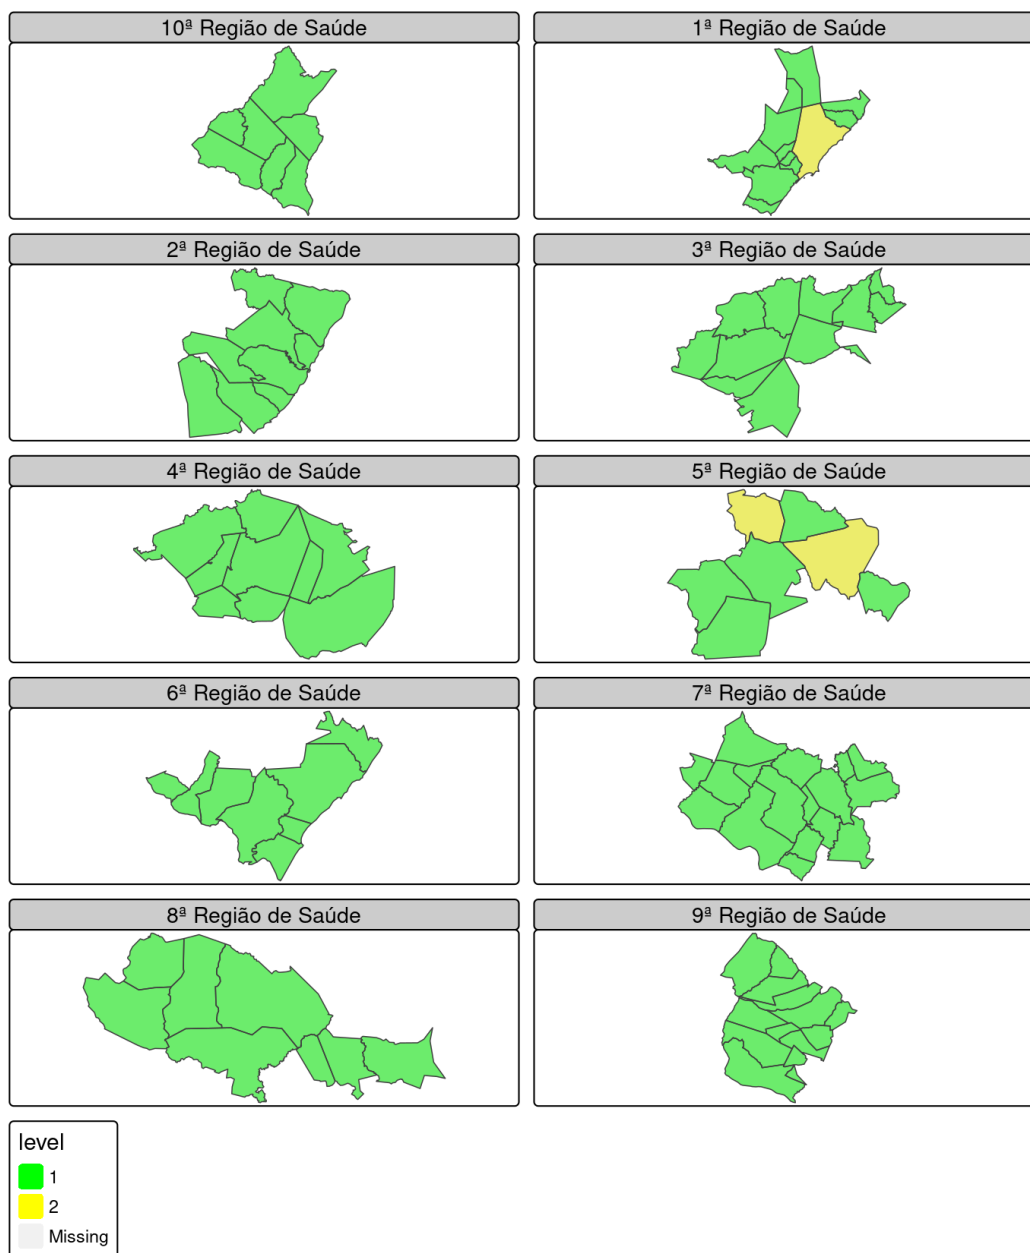 10ª Região de Saúde
1ª Região de Saúde
2ª Região de Saúde
3ª Região de Saúde
4ª Região de Saúde
5ª Região de Saúde
6ª Região de Saúde
7ª Região de Saúde
8ª Região de Saúde
9ª Região de Saúde
level
1
2
Missing